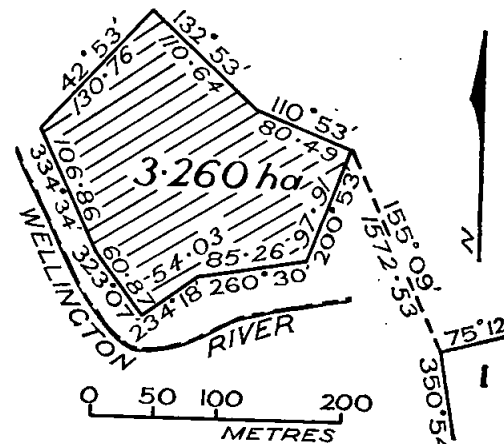 42°53'
130·76
132°53'
110·64
110°53'
80·49
3·260 ha
334°34'
106·86
323°07'
60·87
54·03
234°18'
85·26
260°30'
97·91
200°53'
155°09'
1572·53
75°12
350°52
I
N
WELLINGTON
RIVER
0 50 100 200
METRES